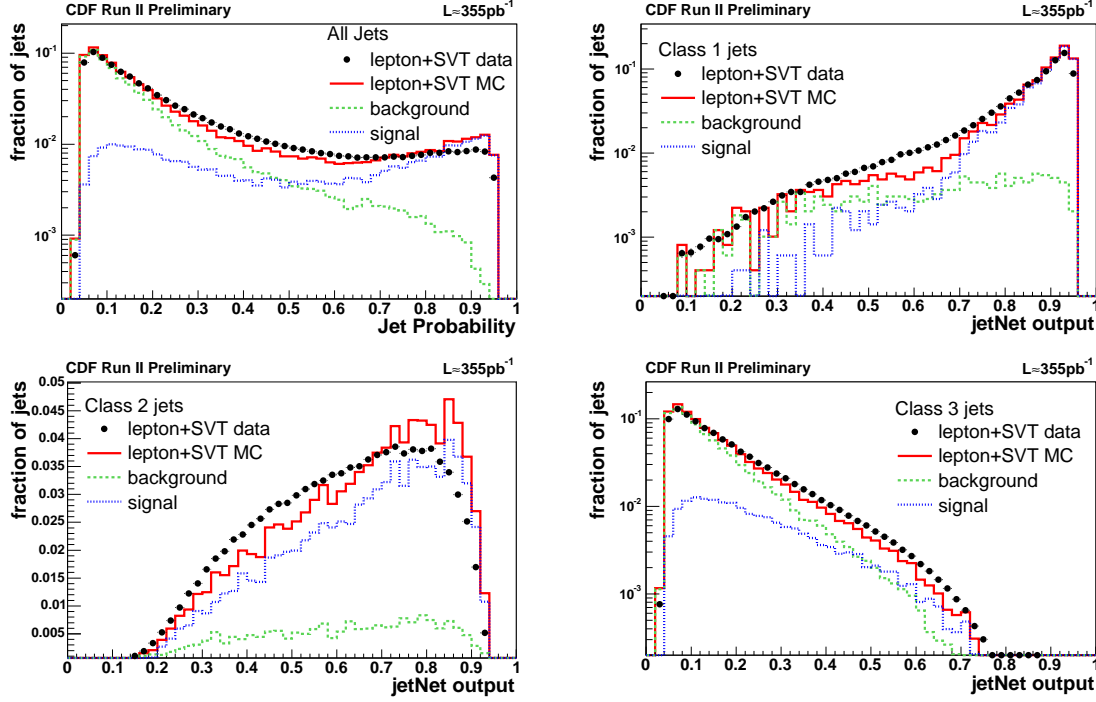 CDF Run II Preliminary L≈355pb-1
fraction of jets
All Jets
lepton+SVT data
lepton+SVT MC
background
signal
10-1
10-2
10-3
0 0.1 0.2 0.3 0.4 0.5 0.6 0.7 0.8 0.9 1
Jet Probability
CDF Run II Preliminary L≈355pb-1
fraction of jets
Class 1 jets
lepton+SVT data
lepton+SVT MC
background
signal
10-1
10-2
10-3
0 0.1 0.2 0.3 0.4 0.5 0.6 0.7 0.8 0.9 1
jetNet output
CDF Run II Preliminary L≈355pb-1
fraction of jets
Class 2 jets
lepton+SVT data
lepton+SVT MC
background
signal
0.05
0.045
0.04
0.035
0.03
0.025
0.02
0.015
0.01
0.005
0 0.1 0.2 0.3 0.4 0.5 0.6 0.7 0.8 0.9 1
jetNet output
CDF Run II Preliminary L≈355pb-1
fraction of jets
Class 3 jets
lepton+SVT data
lepton+SVT MC
background
signal
10-1
10-2
10-3
0 0.1 0.2 0.3 0.4 0.5 0.6 0.7 0.8 0.9 1
jetNet output